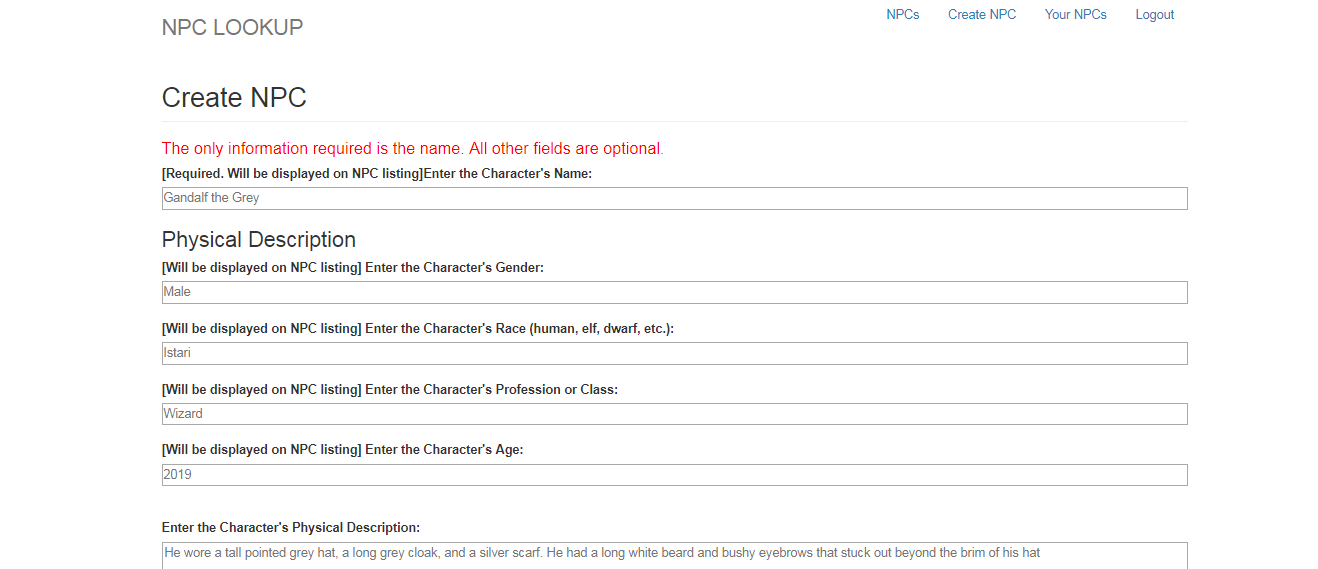 NPC LOOKUP
NPCs
Create NPC
Your NPCs
Logout
Create NPC
The only information required is the name. All other fields are optional.
[Required. Will be displayed on NPC listing]Enter the Character's Name:
Gandalf the Grey
Physical Description
[Will be displayed on NPC listing] Enter the Character's Gender:
Male
[Will be displayed on NPC listing] Enter the Character's Race (human, elf, dwarf, etc.):
Istari
[Will be displayed on NPC listing] Enter the Character's Profession or Class:
Wizard
[Will be displayed on NPC listing] Enter the Character's Age:
2019
Enter the Character's Physical Description:
He wore a tall pointed grey hat, a long grey cloak, and a silver scarf. He had a long white beard and bushy eyebrows that stuck out beyond the brim of his hat